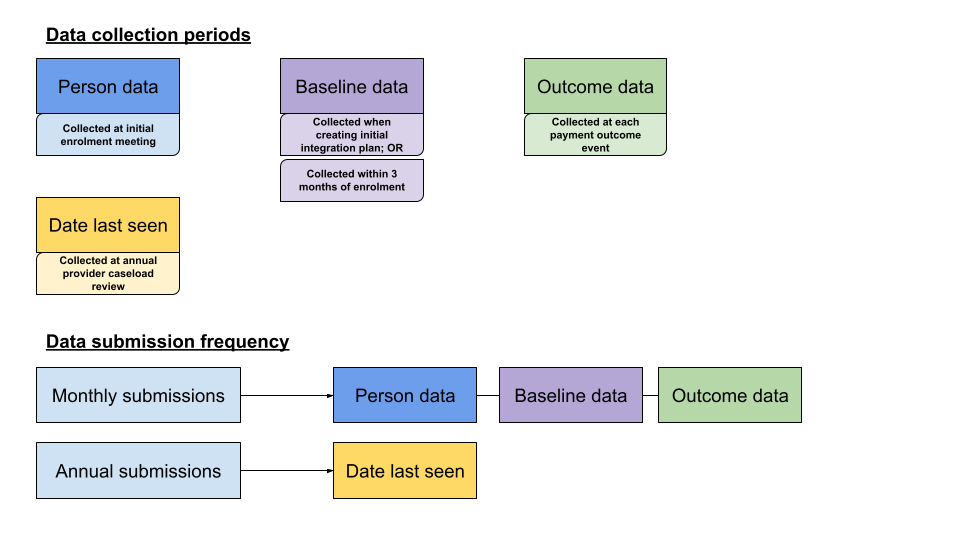 Data collection periods
Person data
Collected at initial
enrolment meeting
Baseline data
Collected when
creating initial
integration plan; OR
Collected within 3
months of enrolment
Outcome data
Collected at each
payment outcome
event
Date last seen
Collected at annual
provider caseload
review
Data submission frequency
Monthly submissions
Person data
Baseline data
Outcome data
Annual submissions
Date last seen